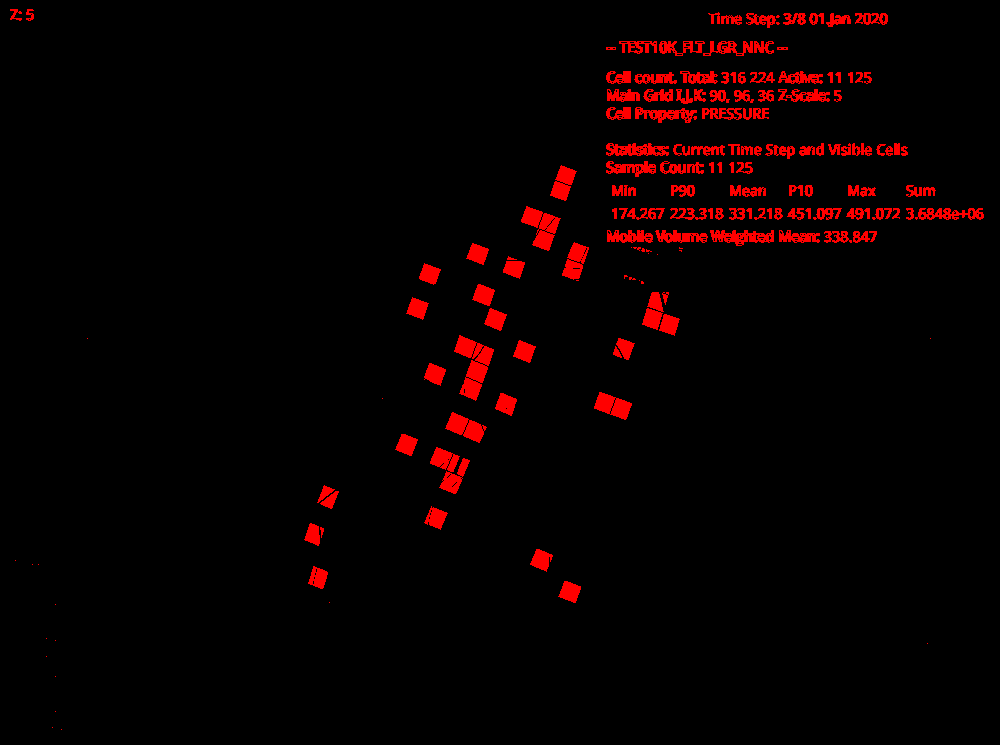 Z: 5
Time Step: 3/8 01.Jan 2020
-- TEST10K_FLT_LGR_NNC --
Cell count. Total: 316 224 Active: 11 125
Main Grid I,J,K: 90, 96, 36 Z-Scale: 5
Cell Property: PRESSURE
Statistics: Current Time Step and Visible Cells
Sample Count: 11 125
Min P90 Mean P10 Max Sum
174.267 223.318 331.218 451.097 491.072 3.6848e+06
Mobile Volume Weighted Mean: 338.847